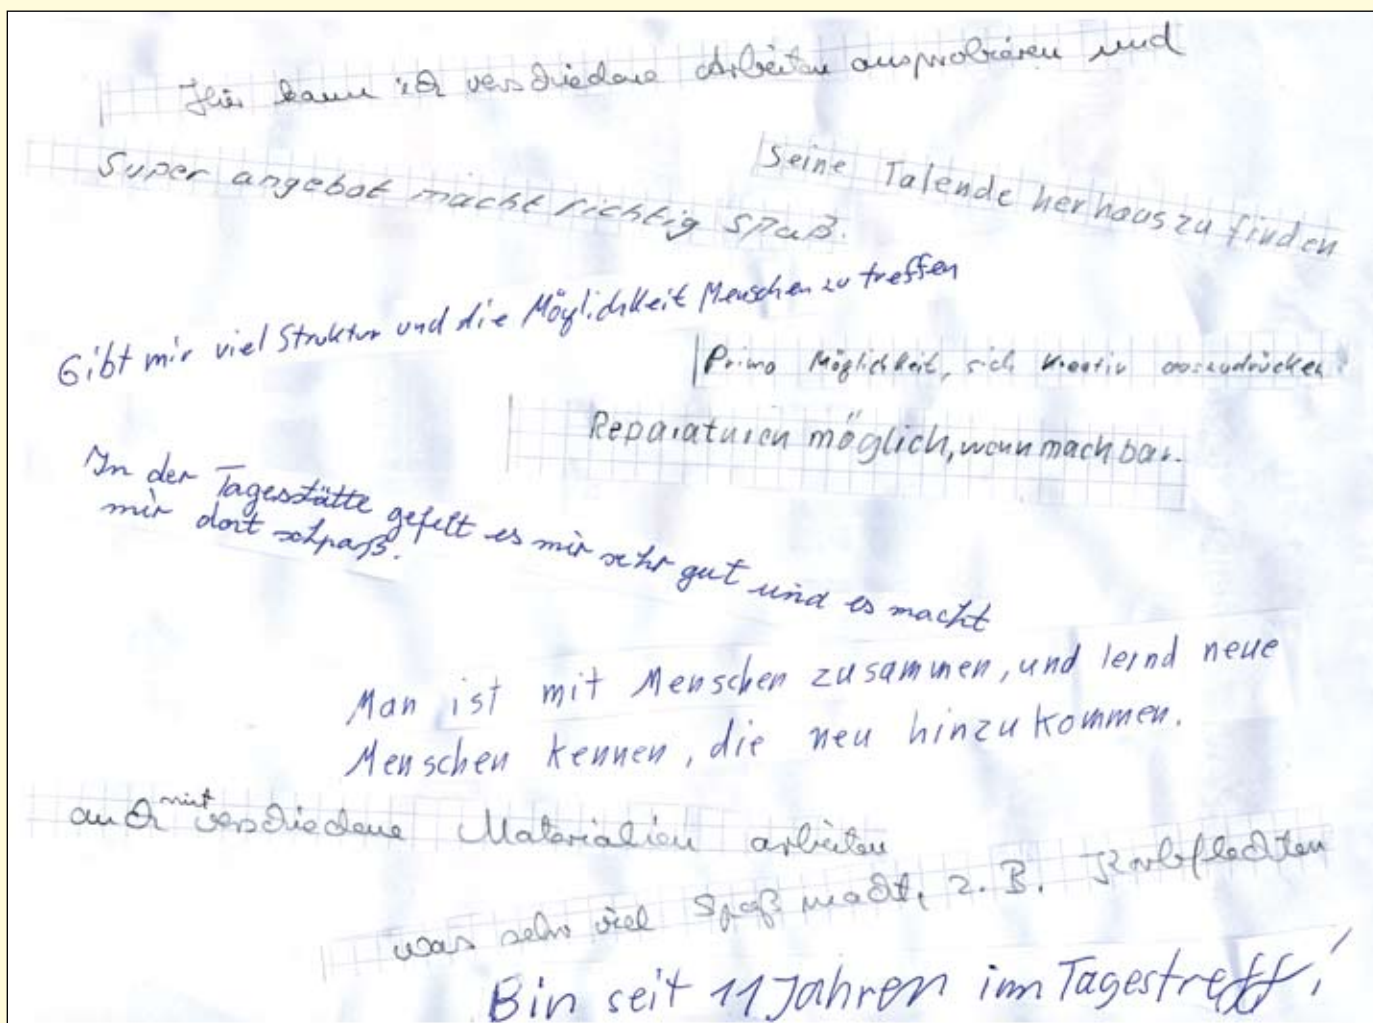 Hier kann ich verschiedene Arbeiten ausprobieren und
Super angebot macht richtig Spaß.
Seine Talende herhaus zu finden
Gibt mir viel Struktur und die Möglichkeit Menschen zu treffen
Prima Möglichkeit, sich kreativ auszudrücken
Reparaturen möglich, wenn machbar.
In der Tagesstätte gefelt es mir sehr gut und es macht
mir dort schpaß.
Man ist mit Menschen zusammen, und lernd neue
Menschen kennen, die neu hinzu kommen.
auch mit verschiedene Materialien arbeiten
was sehr viel Spaß macht, z. B. Korbflechten
Bin seit 11 Jahren im Tagestreff!